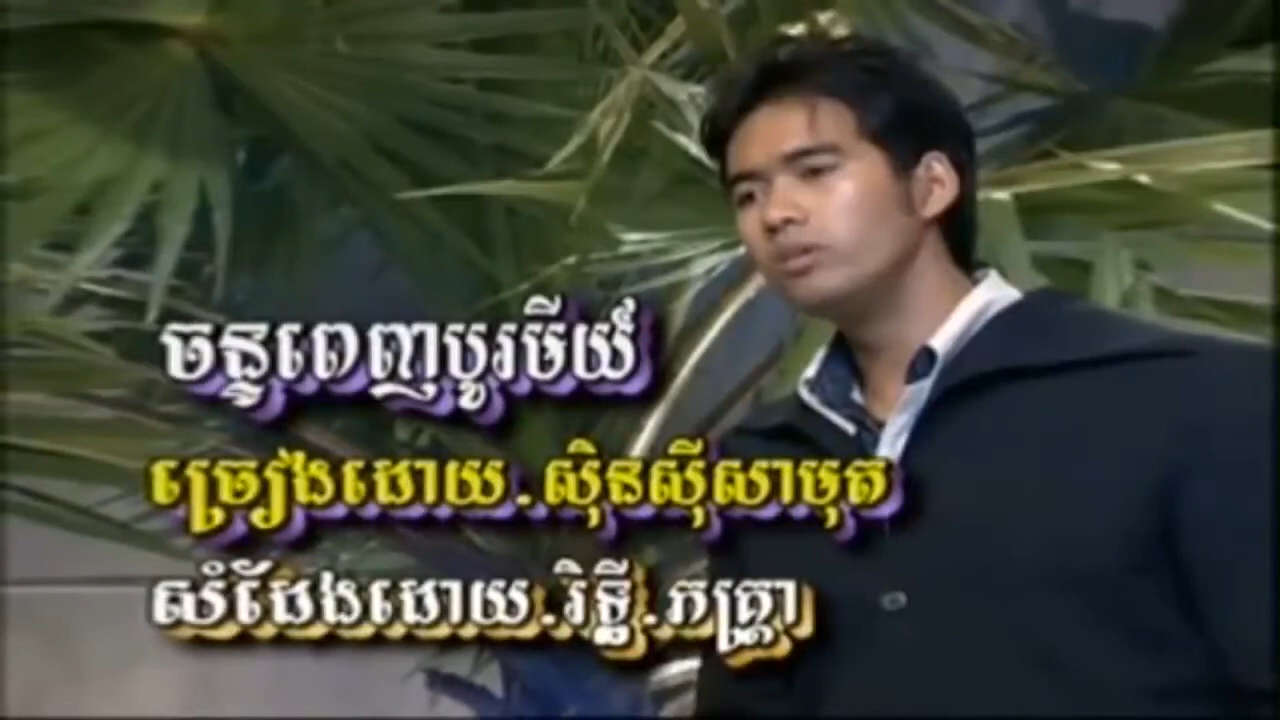 ចន្ទពេញបូរមីយ៍
ច្រៀងដោយ.ស៊ិនស៊ីសាមុត
សំដែងដោយ.រិទ្ធី.ភត្រ្តា